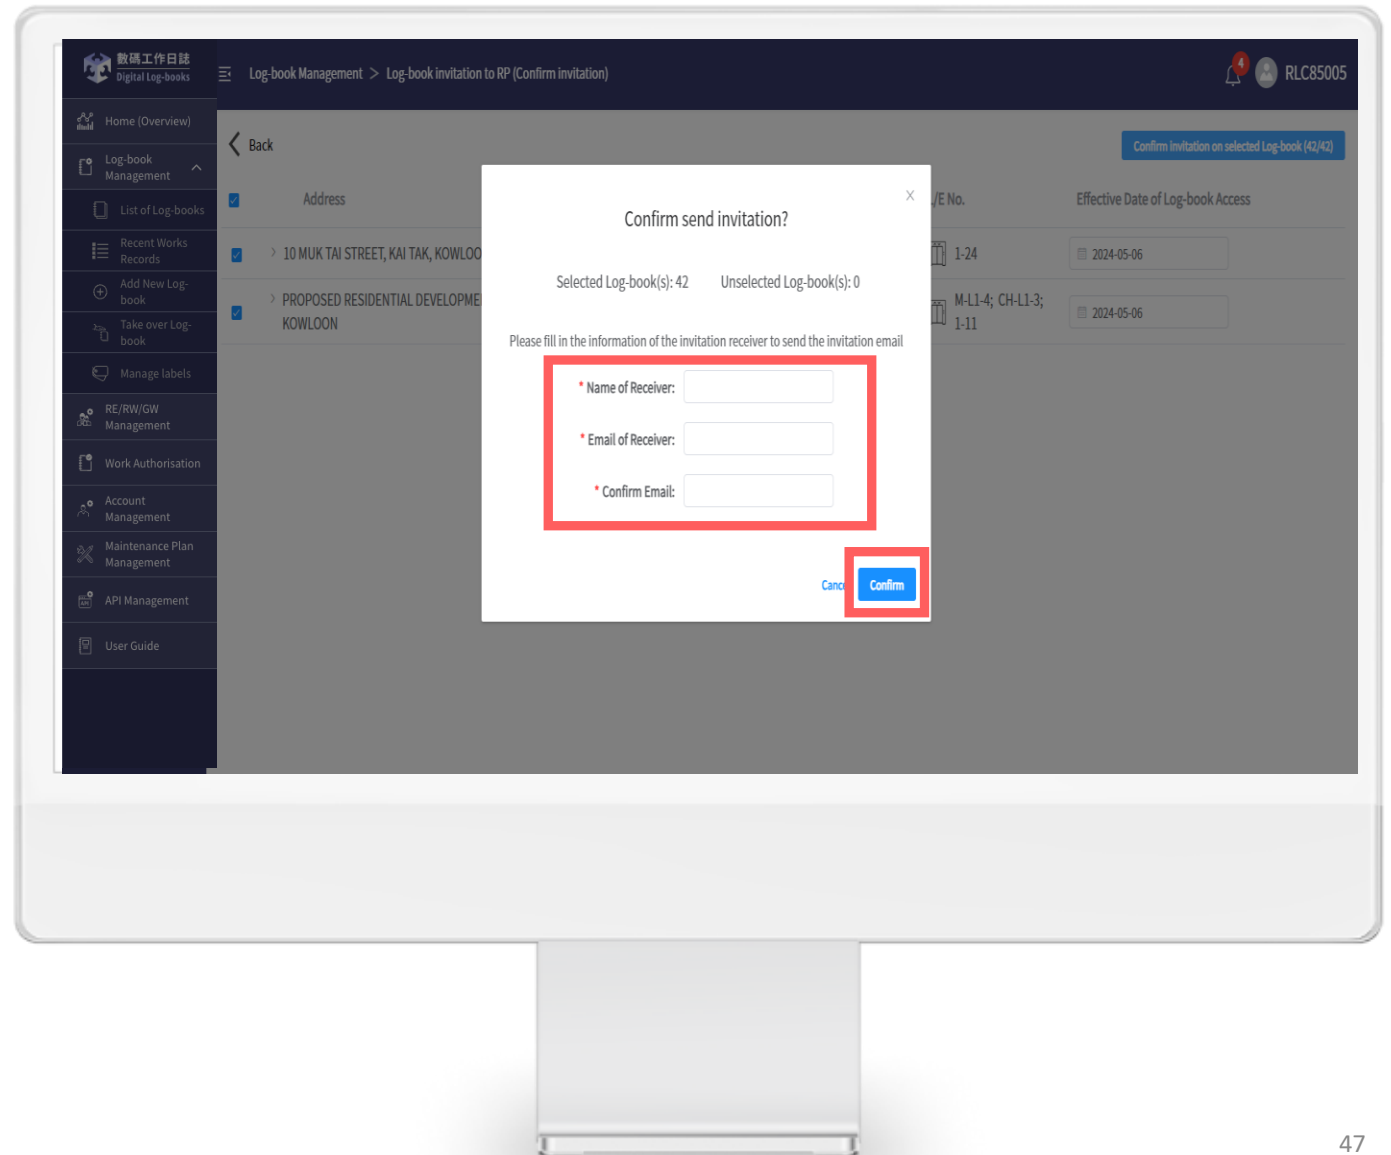 數碼工作日誌
Digital Log-books
Log-book Management > Log-book invitation to RP (Confirm invitation)
4
RLC85005
Home (Overview)
Log-book
Management
List of Log-books
Recent Works
Records
Add New Log-
book
Take over Log-
book
Manage labels
RE/RW/GW
Management
Work Authorisation
Account
Management
Maintenance Plan
Management
API Management
User Guide
Back
Confirm invitation on selected Log-book (42/42)
Address
/E No.
Effective Date of Log-book Access
10 MUK TAI STREET, KAI TAK, KOWLOO
1-24
2024-05-06
PROPOSED RESIDENTIAL DEVELOPME
KOWLOON
M-L1-4; CH-L1-3;
1-11
2024-05-06
X
Confirm send invitation?
Selected Log-book(s): 42 Unselected Log-book(s): 0
Please fill in the information of the invitation receiver to send the invitation email
* Name of Receiver:
* Email of Receiver:
* Confirm Email:
Cance
Confirm
47